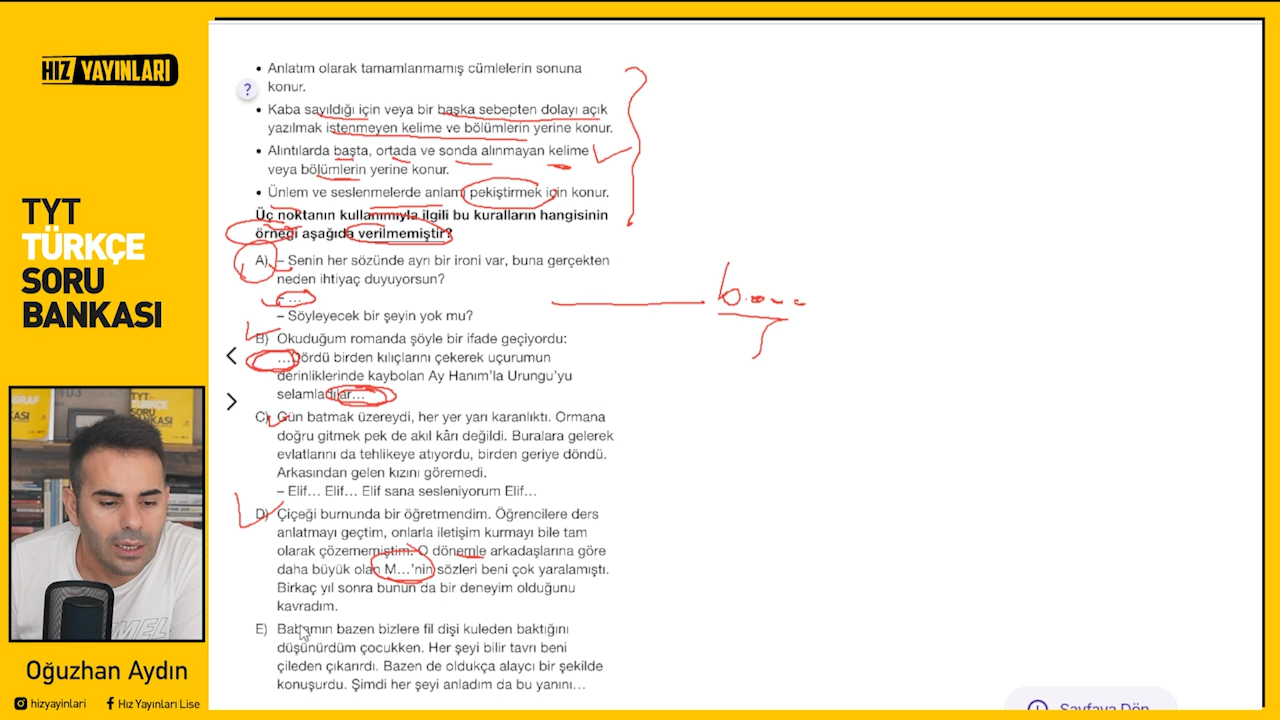 HIZ YAYINLARI
TYT
TÜRKÇE
SORU
BANKASI
Oğuzhan Aydın
hizyayinlari
Hız Yayınları Lise
• Anlatım olarak tamamlanmamış cümlelerin sonuna
konur.
• Kaba sayıldığı için veya bir başka sebepten dolayı açık
yazılmak istenmeyen kelime ve bölümlerin yerine konur.
• Alıntılarda başta, ortada ve sonda alınmayan kelime
veya bölümlerin yerine konur.
• Ünlem ve seslenmelerde anlamı pekiştirmek için konur.
Üç noktanın kullanımıyla ilgili bu kuralların hangisinin
örneği aşağıda verilmemiştir?
A) – Senin her sözünde ayrı bir ironi var, buna gerçekten
neden ihtiyaç duyuyorsun?
– …
– Söyleyecek bir şeyin yok mu?
B) Okuduğum romanda şöyle bir ifade geçiyordu:
…Dördü birden kılıçlarını çekerek uçurumun
derinliklerinde kaybolan Ay Hanım'la Urungu'yu
selamladılar…
C) Gün batmak üzereydi, her yer yarı karanlıktı. Ormana
doğru gitmek pek de akıl kârı değildi. Buralara gelerek
evlatlarını da tehlikeye atıyordu, birden geriye döndü.
Arkasından gelen kızını göremedi.
– Elif… Elif… Elif sana sesleniyorum Elif…
D) Çiçeği burnunda bir öğretmendim. Öğrencilere ders
anlatmayı geçtim, onlarla iletişim kurmayı bile tam
olarak çözememiştim. O dönemle arkadaşlarına göre
daha büyük olan M…'nin sözleri beni çok yaralamıştı.
Birkaç yıl sonra bunun da bir deneyim olduğunu
kavradım.
E) Babamın bazen bizlere fil dişi kuleden baktığını
düşünürdüm çocukken. Her şeyi bilir tavrı beni
çileden çıkarırdı. Bazen de oldukça alaycı bir şekilde
konuşurdu. Şimdi her şeyi anladım da bu yanını…
Sayfaya Dön